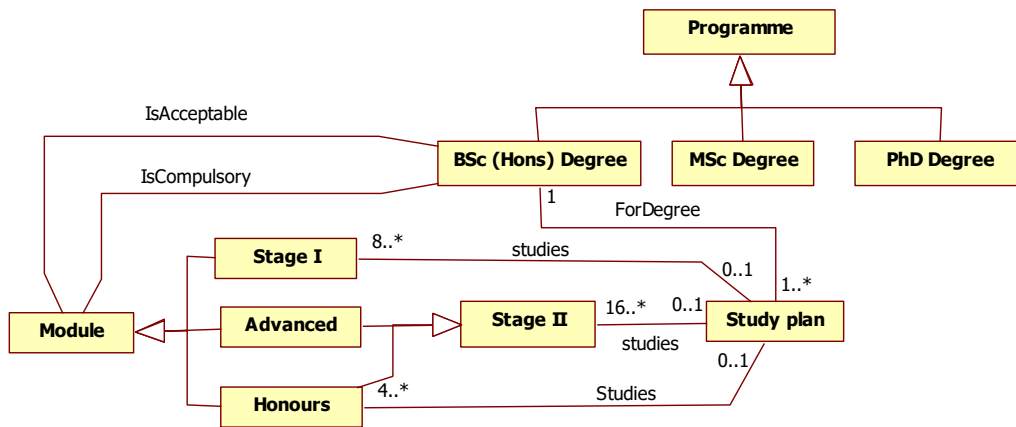 Programme
IsAcceptable
BSc (Hons) Degree
MSc Degree
PhD Degree
IsCompulsory
1
ForDegree
8..*
studies
Stage I
0..1
1..*
16..*
0..1
Module
Advanced
Stage II
Study plan
studies
0..1
4..*
Studies
Honours